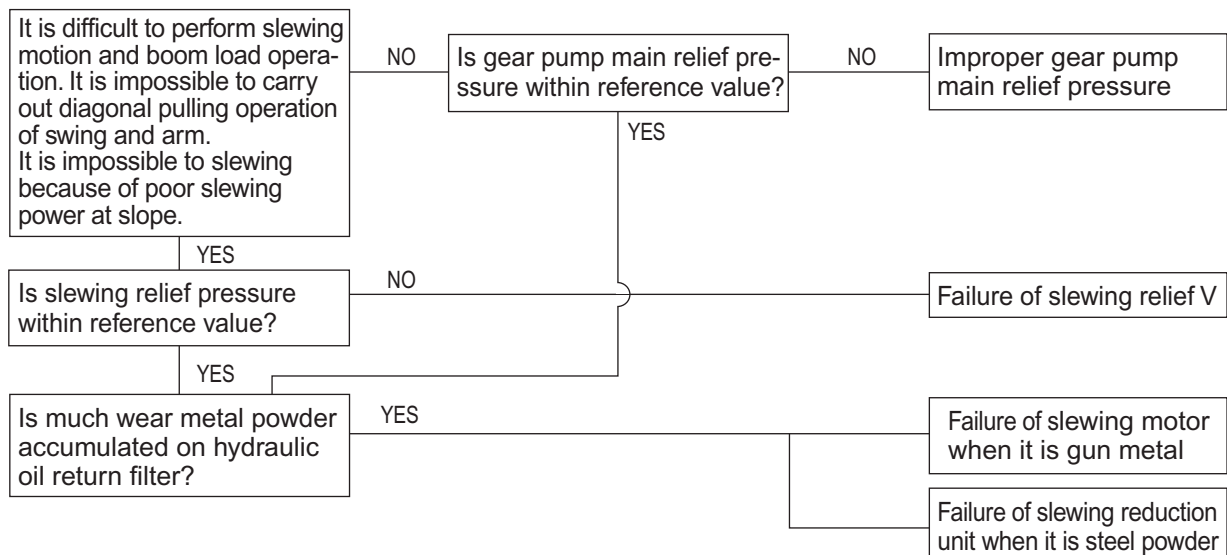 It is difficult to perform slewing
motion and boom load opera-
tion. It is impossible to carry
out diagonal pulling operation
of swing and arm.
It is impossible to slewing
because of poor slewing
power at slope.
NO
Is gear pump main relief pre-
ssure within reference value?
NO
Improper gear pump
main relief pressure
YES
YES
Is slewing relief pressure
within reference value?
NO
Failure of slewing relief V
YES
Is much wear metal powder
accumulated on hydraulic
oil return filter?
YES
Failure of slewing motor
when it is gun metal
Failure of slewing reduction
unit when it is steel powder